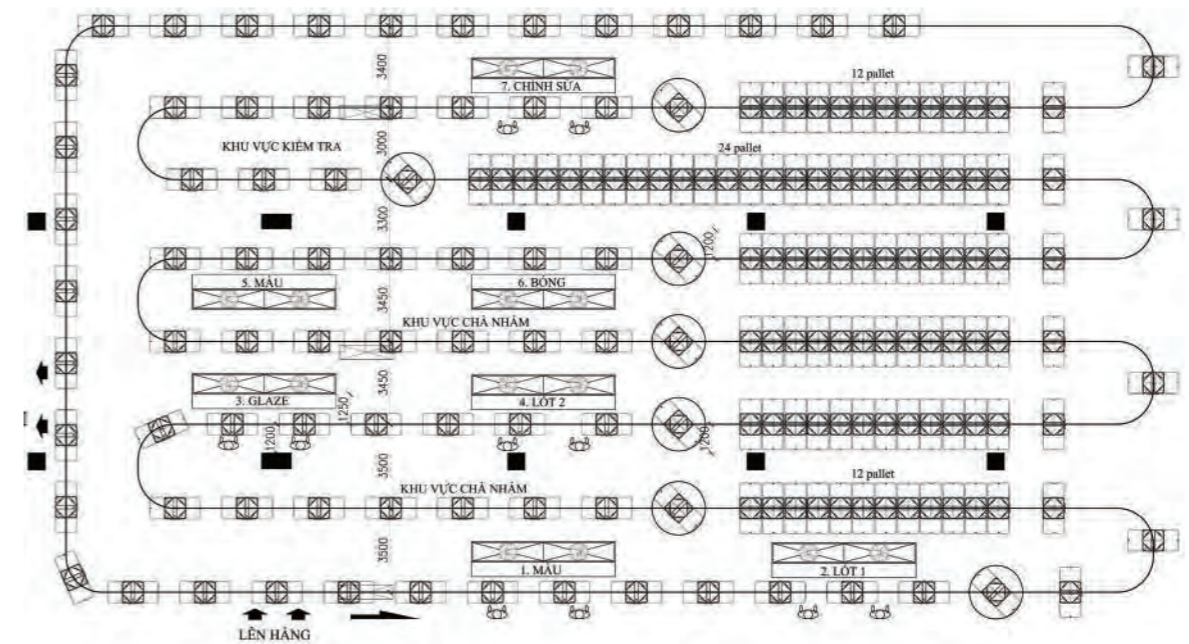 3400
12 pallet
7. CHỈNH SỬA
3000
KHU VỰC KIỂM TRA
24 pallet
3300
1200
5. MÀU
6. BÓNG
3450
KHU VỰC CHÀ NHÁM
3450
3. GLAZE
4. LÓT 2
1250
1200
1200
3500
12 pallet
KHU VỰC CHÀ NHÁM
3500
1. MÀU
2. LÓT 1
LÊN HÀNG